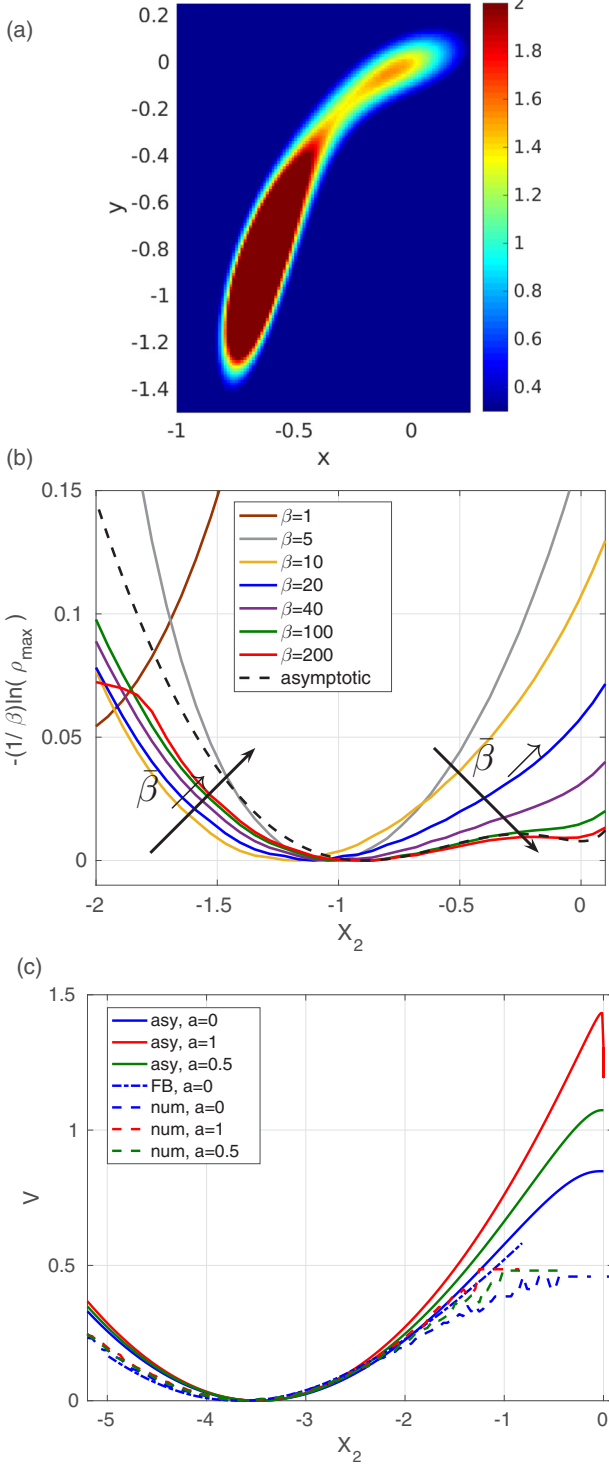 (a)
0.2
0
-0.2
-0.4
-0.6
-0.8
-1
-1.2
-1.4
y
-1
-0.5
0
x
2
1.8
1.6
1.4
1.2
1
0.8
0.6
0.4
(b)
0.15
0.1
0.05
0
-(1/ β)ln( ρmax )
β=1
β=5
β=10
β=20
β=40
β=100
β=200
asymptotic
β̄
β̄
-2
-1.5
-1
-0.5
0
X2
(c)
1.5
1
0.5
0
V
asy, a=0
asy, a=1
asy, a=0.5
FB, a=0
num, a=0
num, a=1
num, a=0.5
-5
-4
-3
-2
-1
0
X2